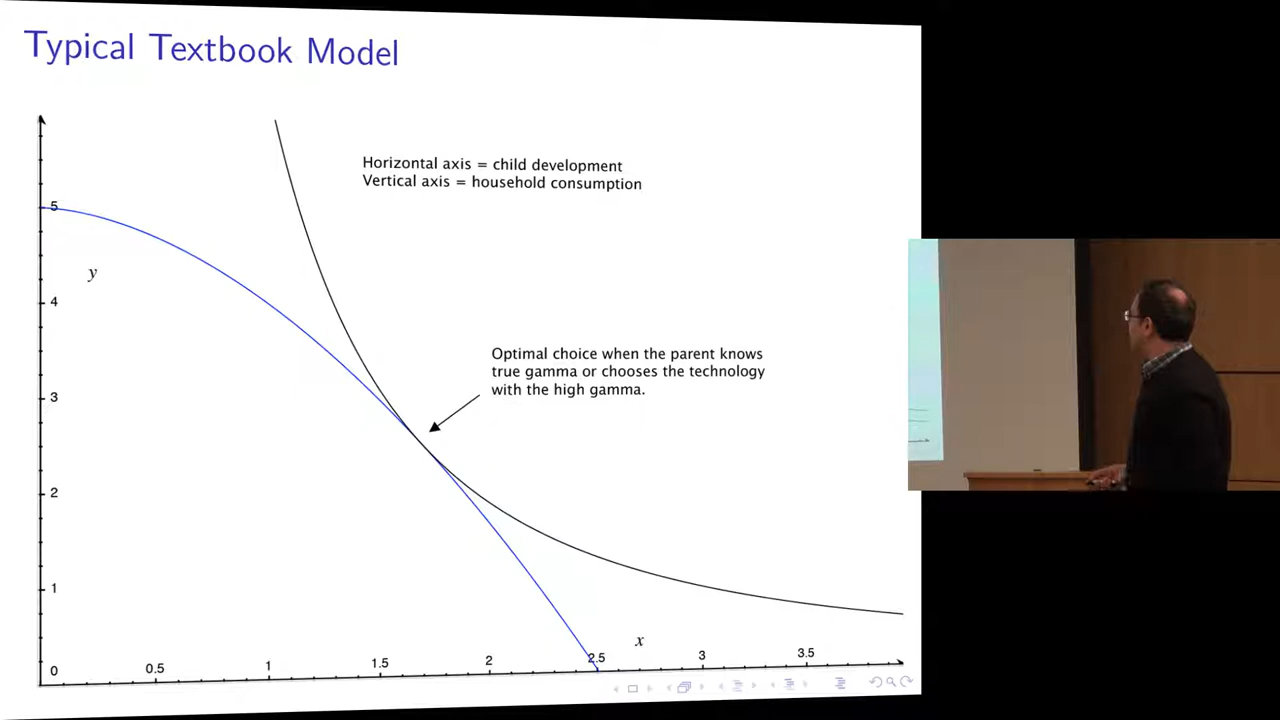 Typical Textbook Model
Horizontal axis = child development
Vertical axis = household consumption
5
y
4
Optimal choice when the parent knows
true gamma or chooses the technology
with the high gamma.
3
2
1
x
0 0.5 1 1.5 2 2.5 3 3.5